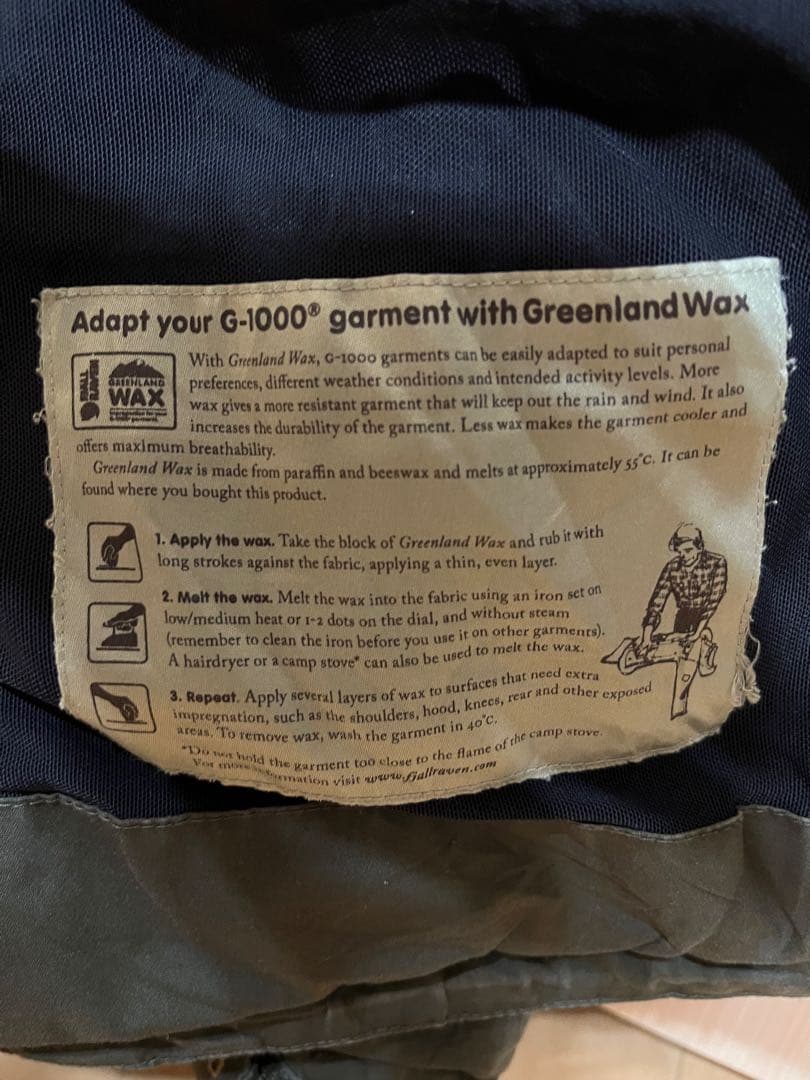 Adapt your G-1000® garment with Greenland Wax
FJÄLL
RÄVEN
GREENLAND
WAX
With Greenland Wax, G-1000 garments can be easily adapted to suit personal
preferences, different weather conditions and intended activity levels. More
wax gives a more resistant garment that will keep out the rain and wind. It also
increases the durability of the garment. Less wax makes the garment cooler and
offers maximum breathability.
Greenland Wax is made from paraffin and beeswax and melts at approximately 55°C. It can be
found where you bought this product.
1. Apply the wax. Take the block of Greenland Wax and rub it with
long strokes against the fabric, applying a thin, even layer.
2. Melt the wax. Melt the wax into the fabric using an iron set on
low/medium heat or 1-2 dots on the dial, and without steam
(remember to clean the iron before you use it on other garments).
A hairdryer or a camp stove* can also be used to melt the wax.
3. Repeat. Apply several layers of wax to surfaces that need extra
impregnation, such as the shoulders, hood, knees, rear and other exposed
areas. To remove wax, wash the garment in 40°C.
*Do not hold the garment too close to the flame of the camp stove.
For more information visit www.fjallraven.com